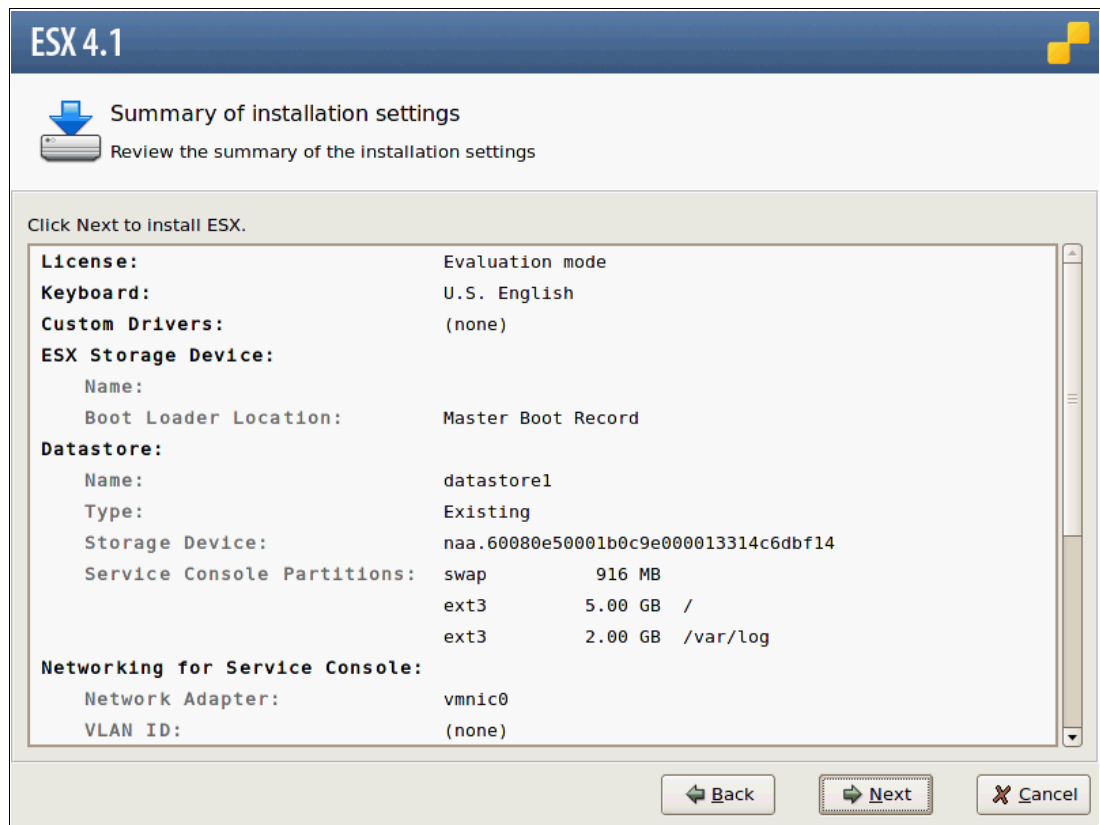 ESX 4.1
Summary of installation settings
Review the summary of the installation settings
Click Next to install ESX.
License: Evaluation mode
Keyboard: U.S. English
Custom Drivers: (none)
ESX Storage Device:
Name:
Boot Loader Location: Master Boot Record
Datastore:
Name: datastore1
Type: Existing
Storage Device: naa.60080e50001b0c9e000013314c6dbf14
Service Console Partitions: swap 916 MB
ext3 5.00 GB /
ext3 2.00 GB /var/log
Networking for Service Console:
Network Adapter: vmnic0
VLAN ID: (none)
Back Next Cancel